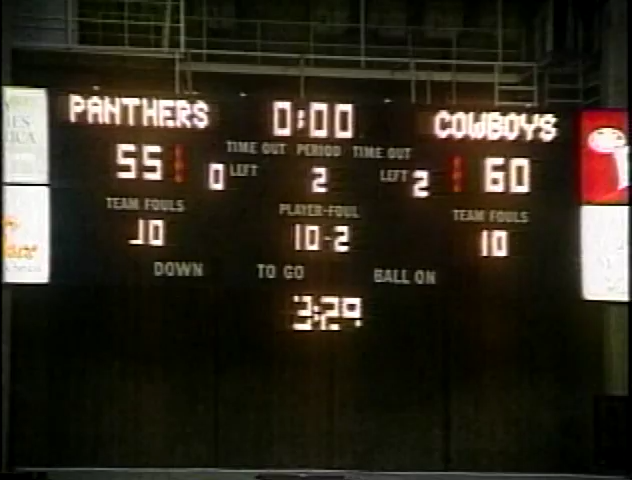 PANTHERS 0:00 COWBOYS
TIME OUT PERIOD TIME OUT
55 0 LEFT 2 LEFT 2 60
TEAM FOULS PLAYER-FOUL TEAM FOULS
10 10-2 10
DOWN TO GO BALL ON
3:29